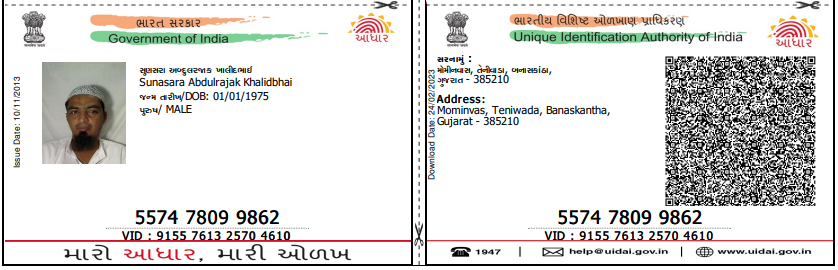 ભારત સરકાર
Government of India
આધાર
Issue Date: 10/11/2013
સુણસરા અબ્દુલરજાક ખાલીદભાઈ
Sunasara Abdulrajak Khalidbhai
જન્મ તારીખ/DOB: 01/01/1975
પુરુષ/ MALE
5574 7809 9862
VID : 9155 7613 2570 4610
મારો આધાર, મારી ઓળખ
ભારતીય વિશિષ્ટ ઓળખાણ પ્રાધિકરણ
Unique Identification Authority of India
આધાર
Download Date: 24/02/2023
સરનામું :
મોમીનવાસ, તેનીવાડા, બનાસકાંઠા,
ગુજરાત - 385210
Address:
Mominvas, Teniwada, Banaskantha,
Gujarat - 385210
5574 7809 9862
VID : 9155 7613 2570 4610
1947 | help@uidai.gov.in | www.uidai.gov.in